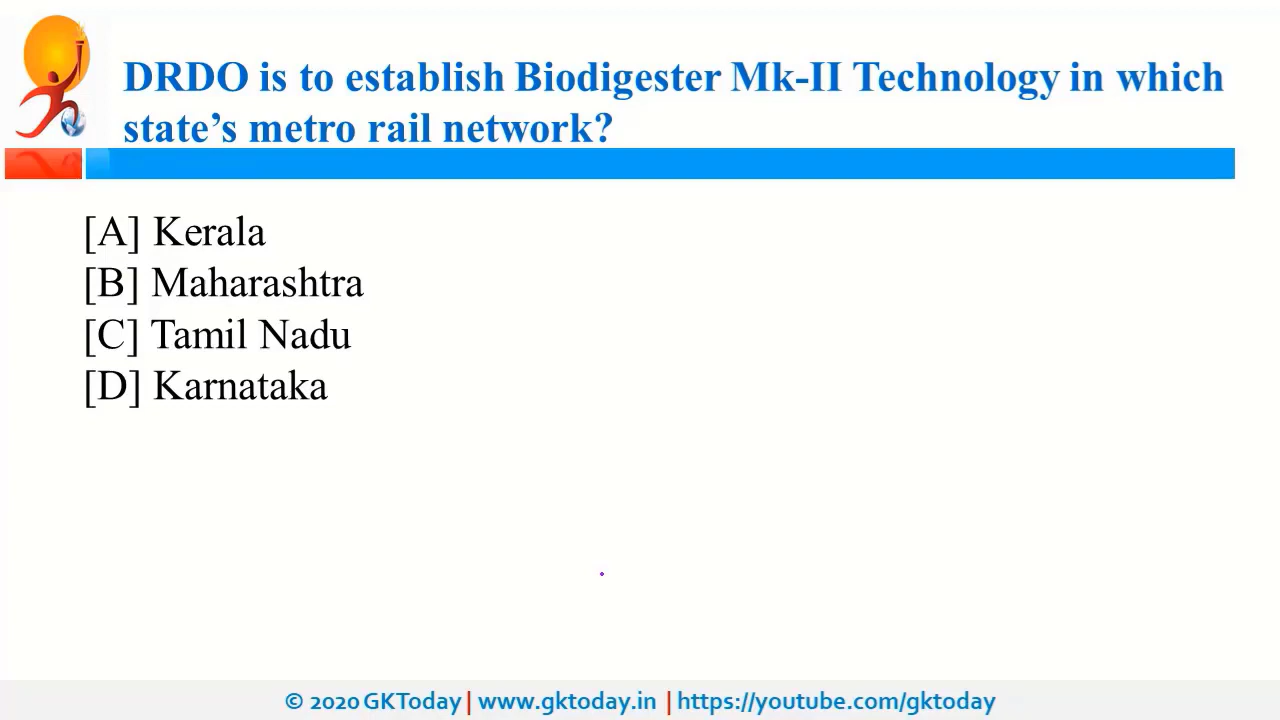 DRDO is to establish Biodigester Mk-II Technology in which
state’s metro rail network?
[A] Kerala
[B] Maharashtra
[C] Tamil Nadu
[D] Karnataka
© 2020 GKToday | www.gktoday.in | https://youtube.com/gktoday